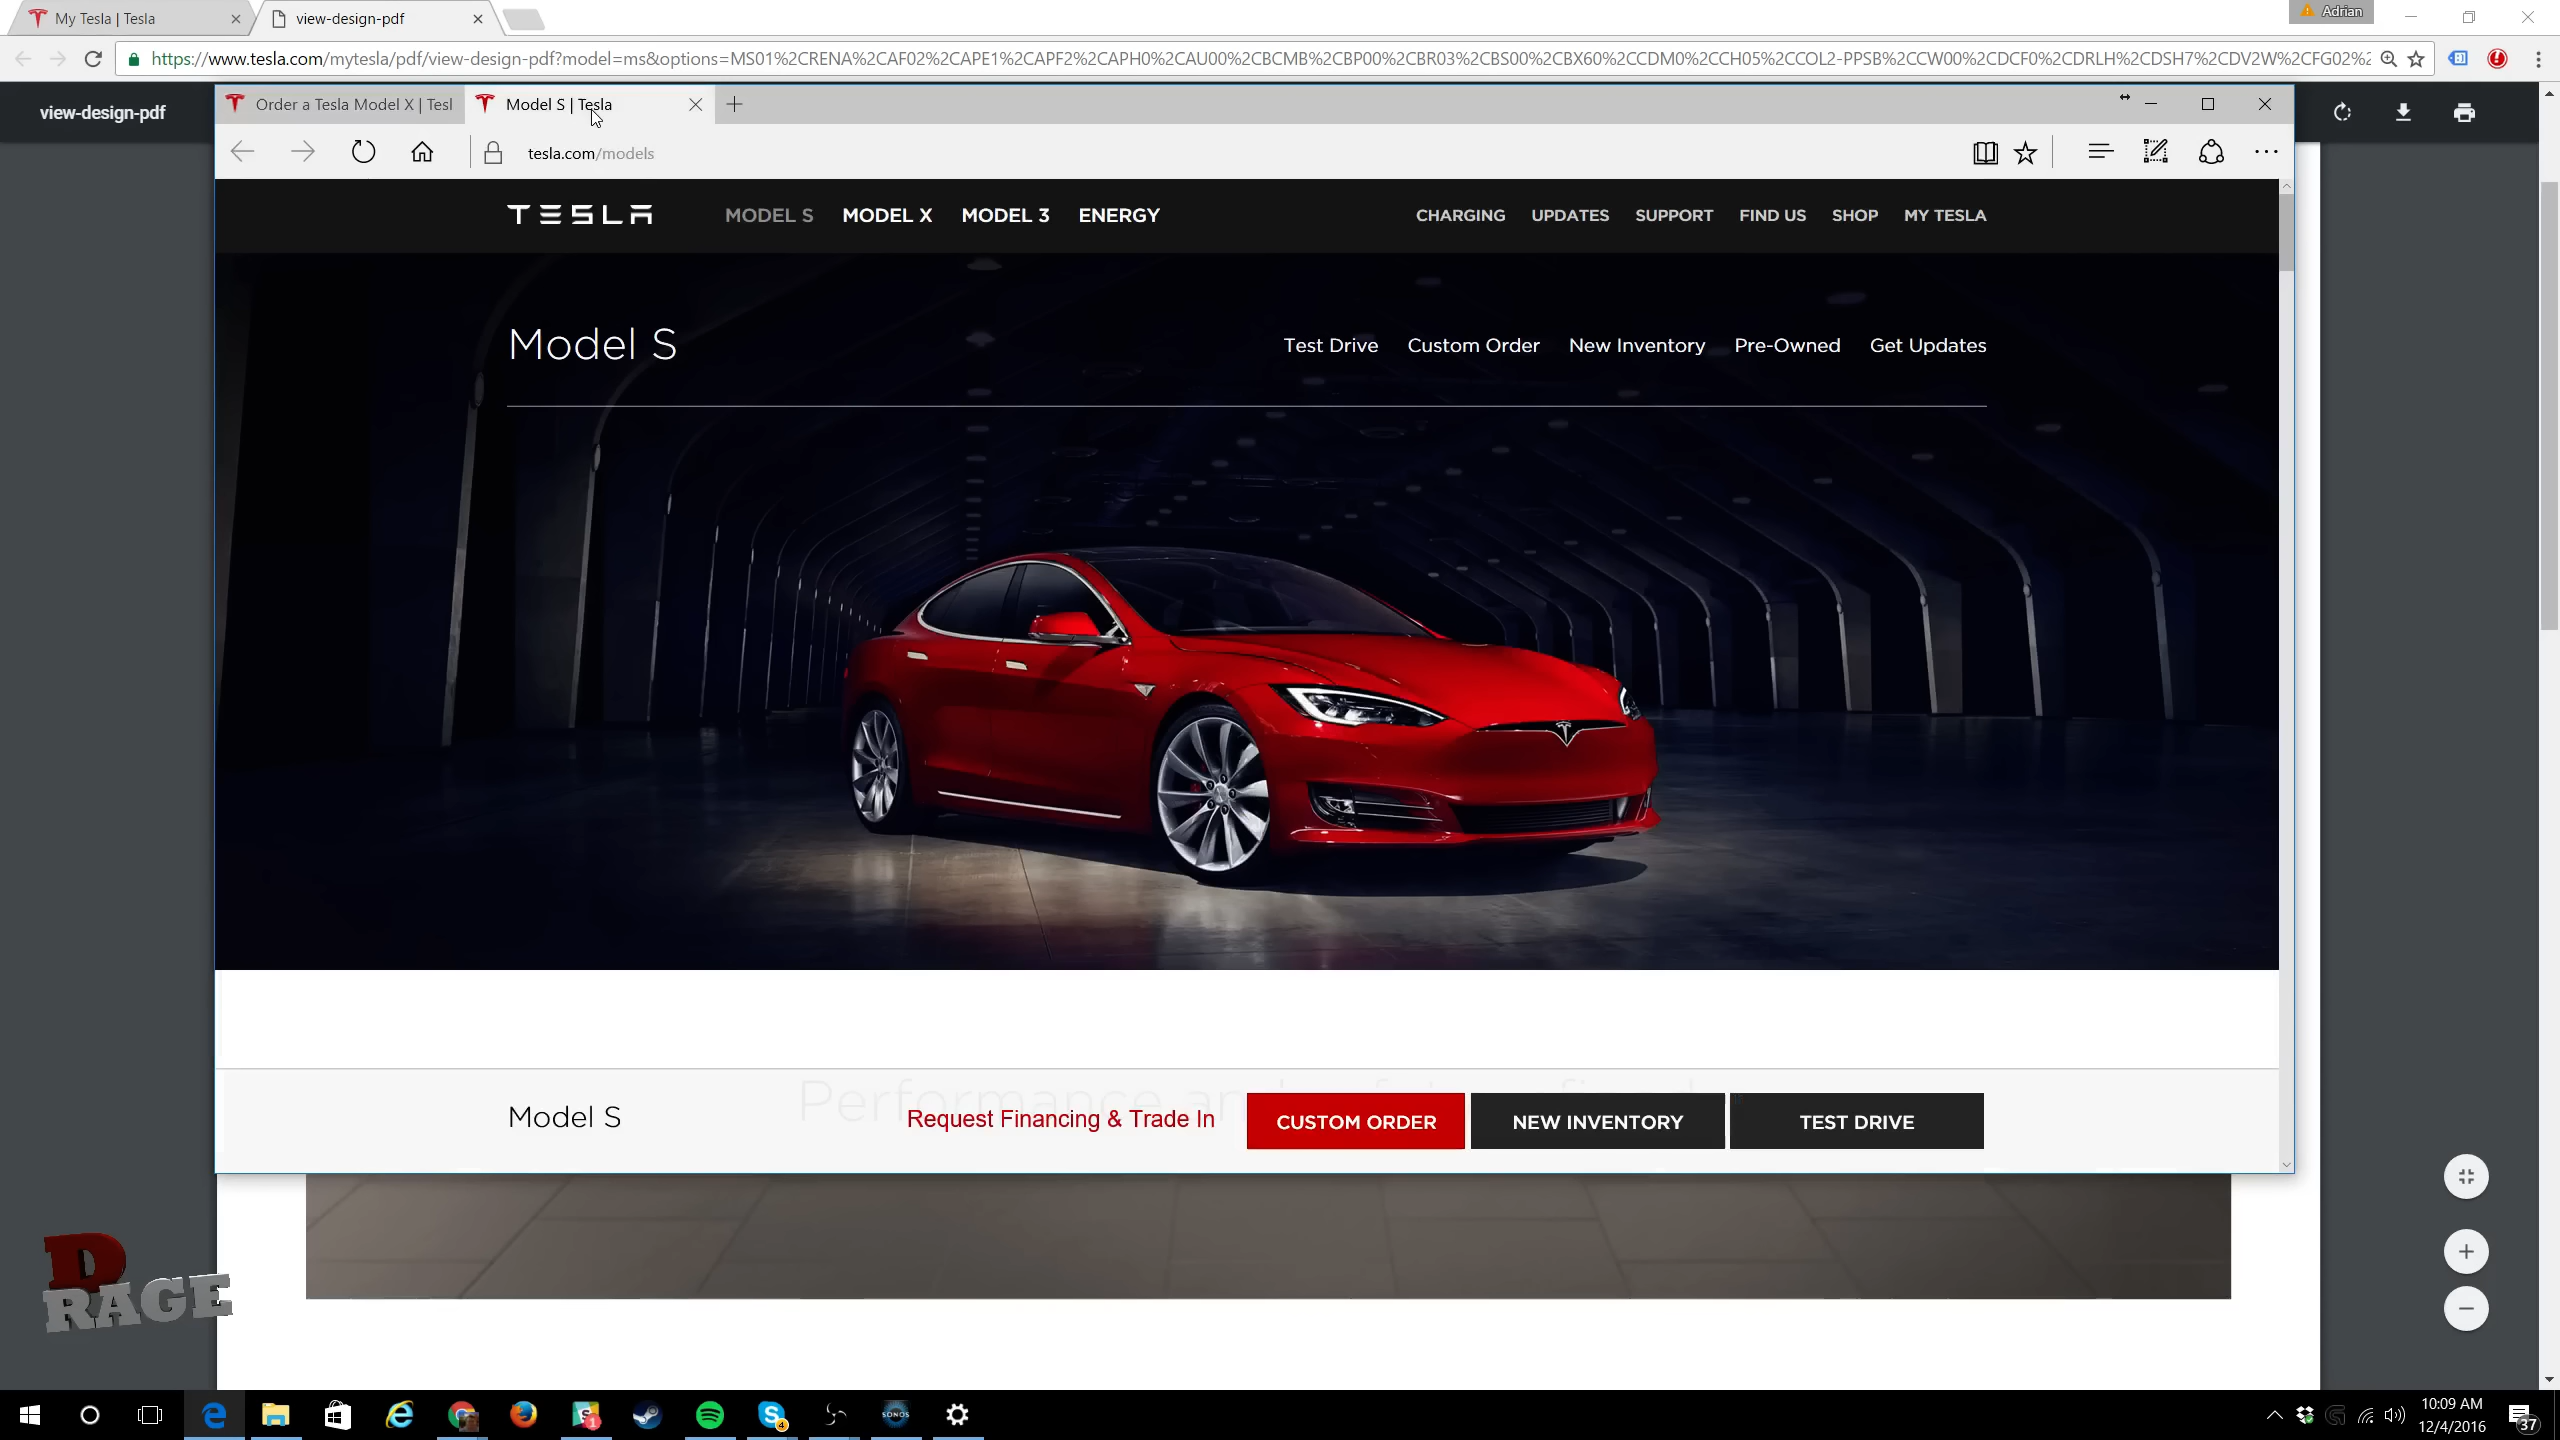 My Tesla | Tesla
view-design-pdf
Adrian
https://www.tesla.com/mytesla/pdf/view-design-pdf?model=ms&options=MS01%2CRENA%2CAF02%2CAPE1%2CAPF2%2CAPH0%2CAU00%2CBCMB%2CBP00%2CBR03%2CBS00%2CBX60%2CCDM0%2CCH05%2CCOL2-PPSB%2CCW00%2CDCF0%2CDRLH%2CDSH7%2CDV2W%2CFG02%2
view-design-pdf
Order a Tesla Model X | Tesl
Model S | Tesla
tesla.com/models
TESLA
MODEL S MODEL X MODEL 3 ENERGY
CHARGING UPDATES SUPPORT FIND US SHOP MY TESLA
Model S
Test Drive Custom Order New Inventory Pre-Owned Get Updates
Performance
Model S
Request Financing & Trade In
CUSTOM ORDER
NEW INVENTORY
TEST DRIVE
D
RAGE
SONOS
1
4
10:09 AM
12/4/2016
37